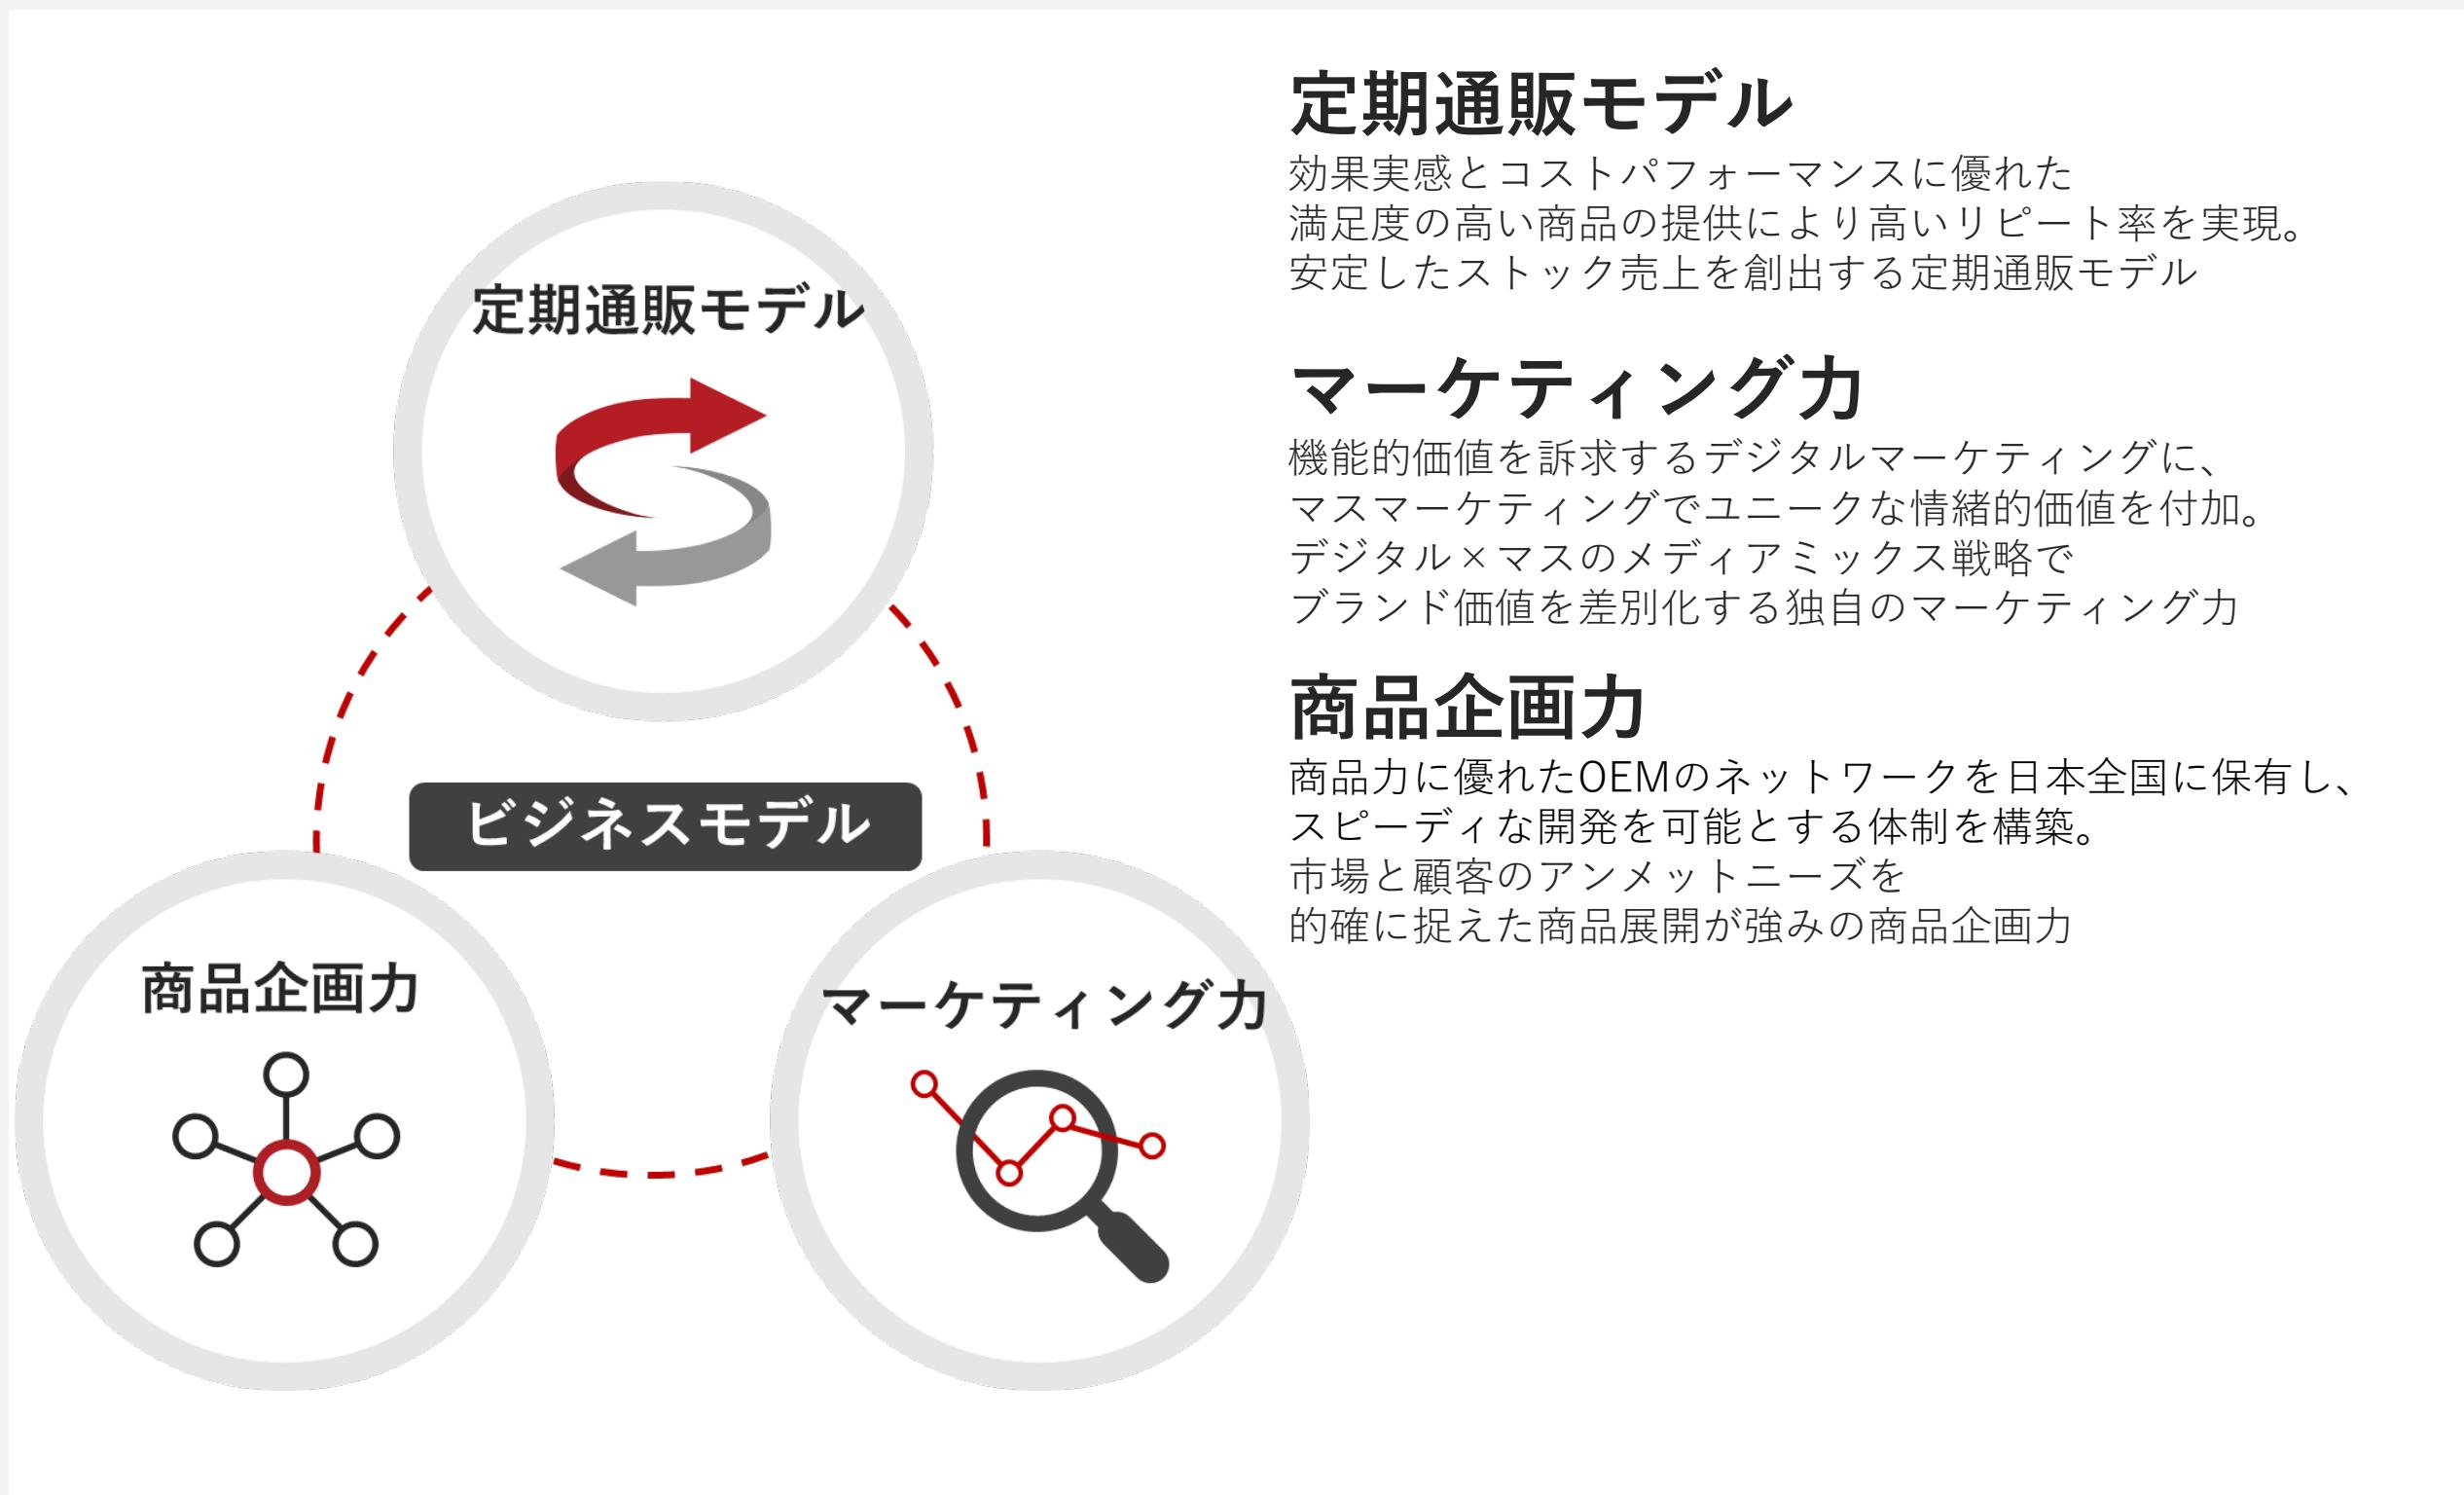 定期通販モデル
ビジネスモデル
商品企画力
マーケティング力
定期通販モデル
効果実感とコストパフォーマンスに優れた
満足度の高い商品の提供により高いリピート率を実現。
安定したストック売上を創出する定期通販モデル
マーケティング力
機能的価値を訴求するデジタルマーケティングに、
マスマーケティングでユニークな情緒的価値を付加。
デジタル×マスのメディアミックス戦略で
ブランド価値を差別化する独自のマーケティング力
商品企画力
商品力に優れたOEMのネットワークを日本全国に保有し、
スピーディな開発を可能とする体制を構築。
市場と顧客のアンメットニーズを
的確に捉えた商品展開が強みの商品企画力